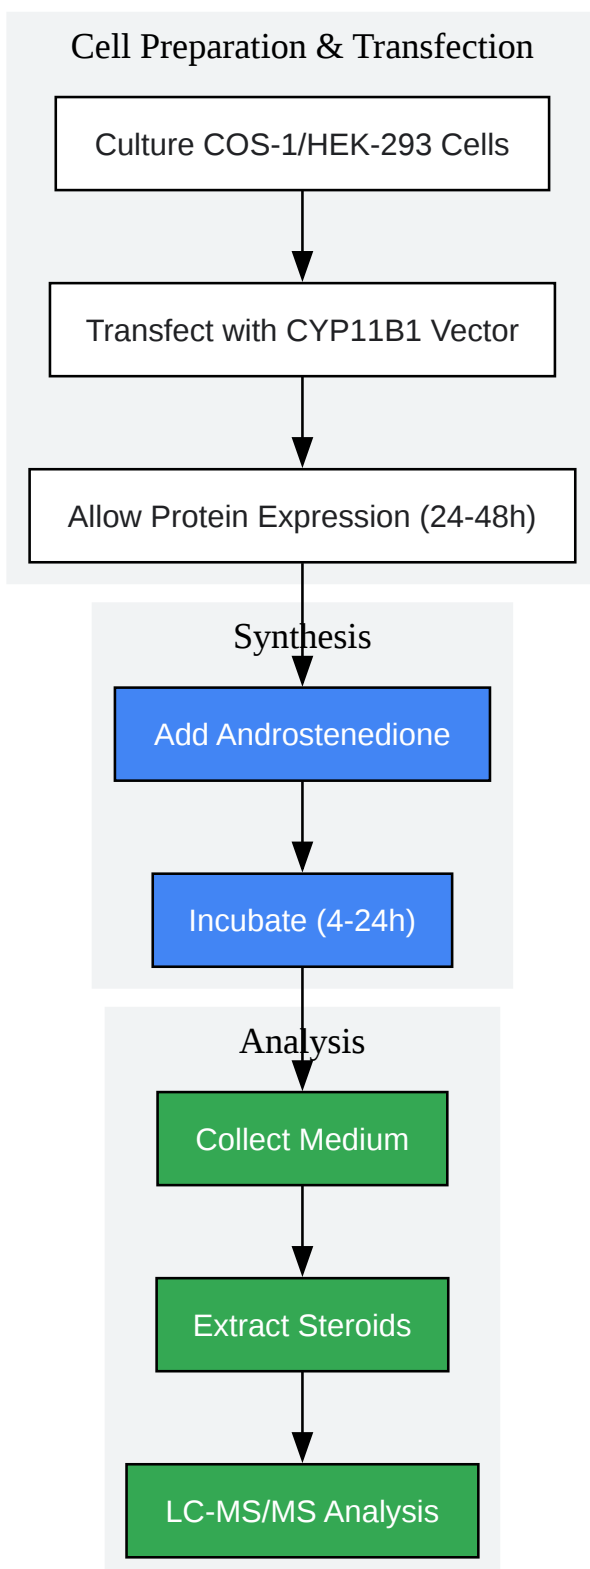 Cell Preparation & Transfection
Culture COS-1/HEK-293 Cells
Transfect with CYP11B1 Vector
Allow Protein Expression (24-48h)
Synthesis
Add Androstenedione
Incubate (4-24h)
Analysis
Collect Medium
Extract Steroids
LC-MS/MS Analysis